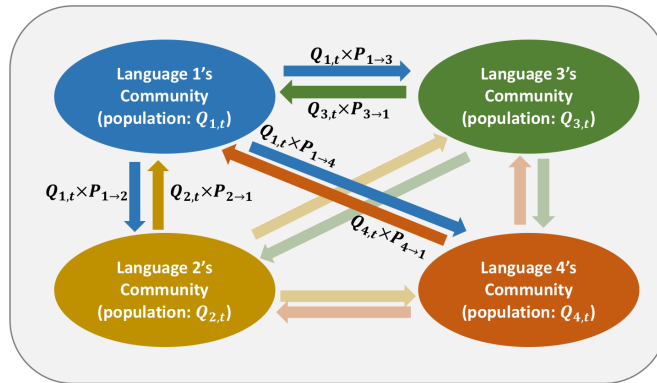 Language 1's
Community
(population: Q₁,ₜ)
Q₁,ₜ×P₁→₃
Q₃,ₜ×P₃→₁
Language 3's
Community
(population: Q₃,ₜ)
Q₁,ₜ×P₁→₄
Q₁,ₜ×P₁→₂
Q₂,ₜ×P₂→₁
Q₄,ₜ×P₄→₁
Language 2's
Community
(population: Q₂,ₜ)
Language 4's
Community
(population: Q₄,ₜ)